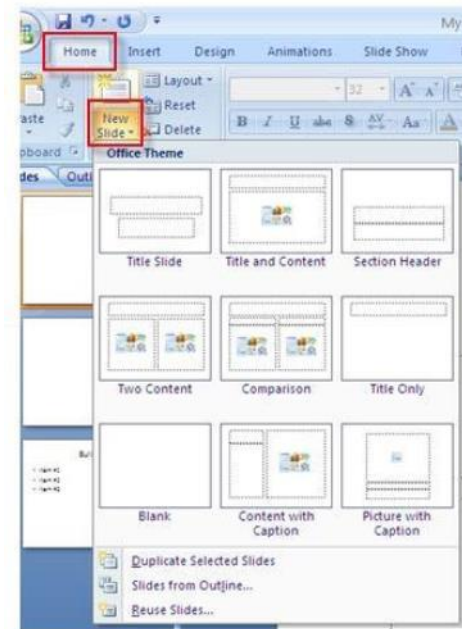 My
Home Insert Design Animations Slide Show
Layout
Reset
Delete
New
Slide
aste
32
B I U abe S AV Aa A
pboard
des Outli
Office Theme
Title Slide Title and Content Section Header
Two Content Comparison Title Only
Blank Content with
Caption Picture with
Caption
Duplicate Selected Slides
Slides from Outline...
Reuse Slides...